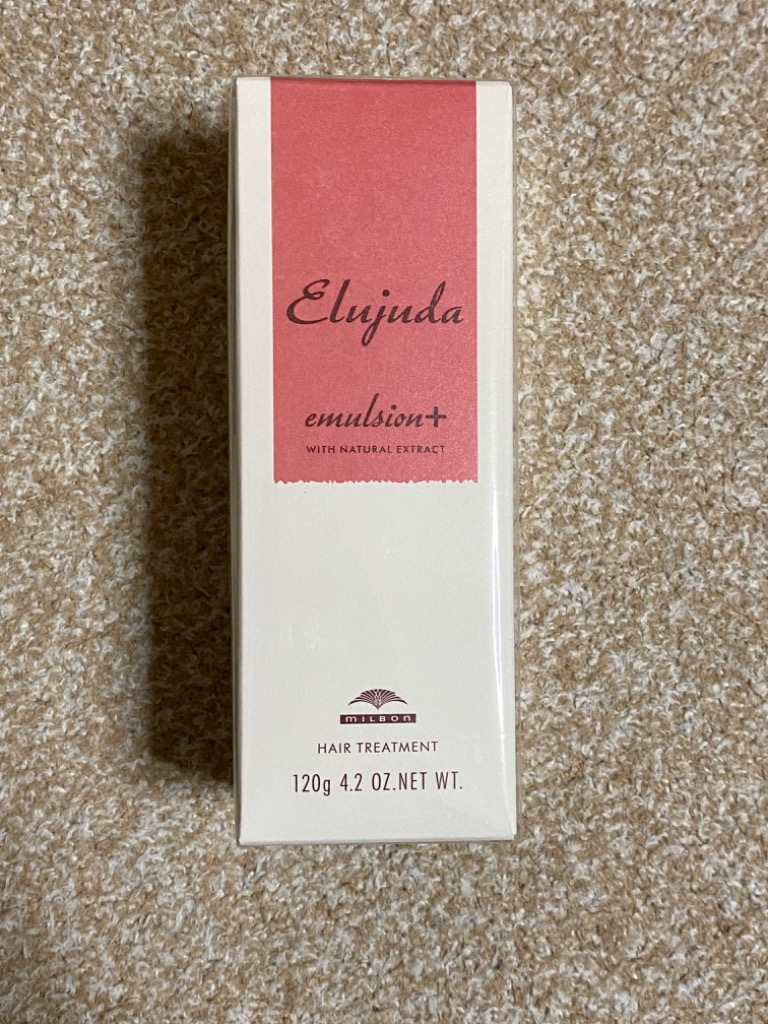 Elujuda
emulsion+
WITH NATURAL EXTRACT
MILBON
HAIR TREATMENT
120g 4.2 OZ.NET WT.